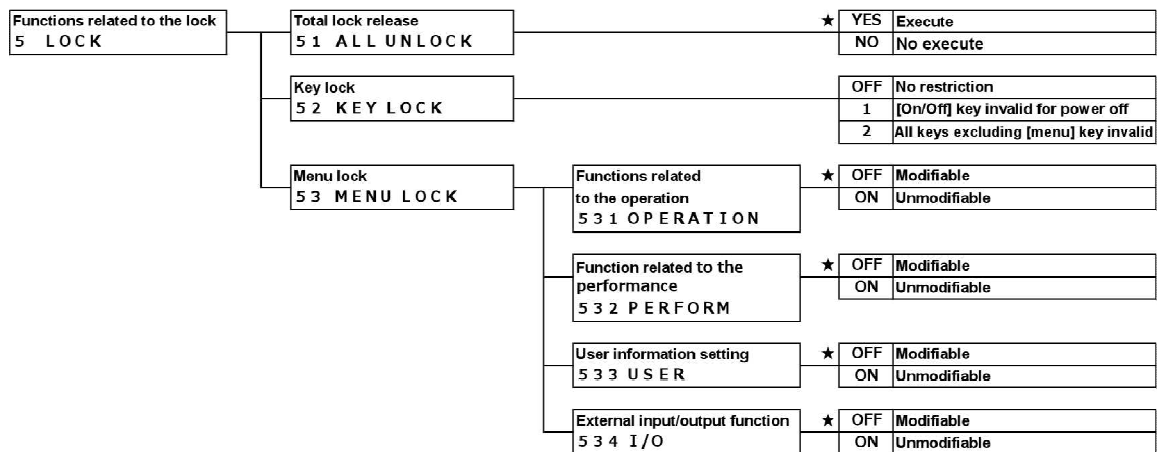 Functions related to the lock
5 LOCK
Total lock release
51 ALL UNLOCK
★ YES Execute
NO No execute
Key lock
52 KEY LOCK
OFF No restriction
1 [On/Off] key invalid for power off
2 All keys excluding [menu] key invalid
Menu lock
53 MENU LOCK
Functions related
to the operation
531 OPERATION
★ OFF Modifiable
ON Unmodifiable
Function related to the
performance
532 PERFORM
★ OFF Modifiable
ON Unmodifiable
User information setting
533 USER
★ OFF Modifiable
ON Unmodifiable
External input/output function
534 I/O
★ OFF Modifiable
ON Unmodifiable